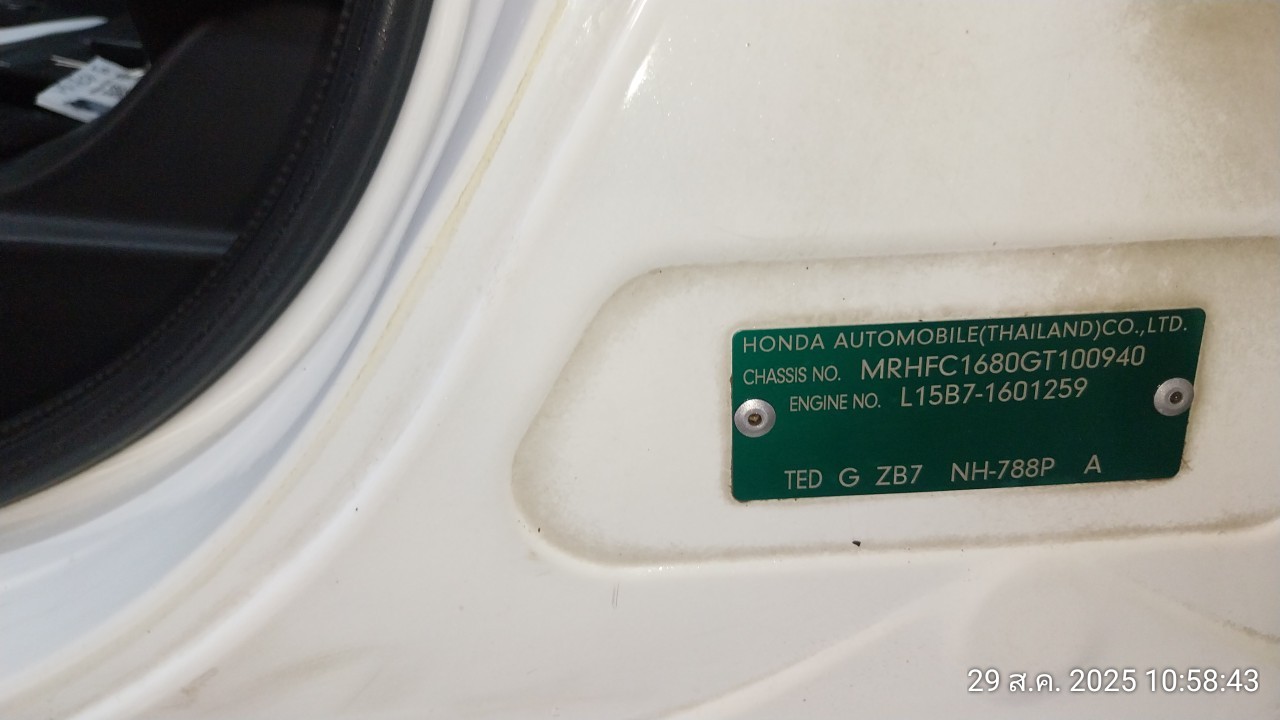 HONDA AUTOMOBILE(THAILAND)CO.,LTD.
CHASSIS NO. MRHFC1680GT100940
ENGINE NO. L15B7-1601259
TED G ZB7 NH-788P A
29 ส.ค. 2025 10:58:43